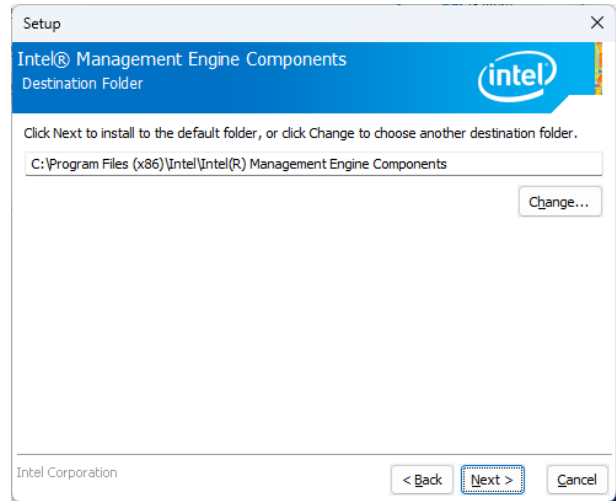 Setup
Intel® Management Engine Components
Destination Folder
intel
Click Next to install to the default folder, or click Change to choose another destination folder.
C:\Program Files (x86)\Intel\Intel(R) Management Engine Components
Change...
Intel Corporation
< Back
Next >
Cancel